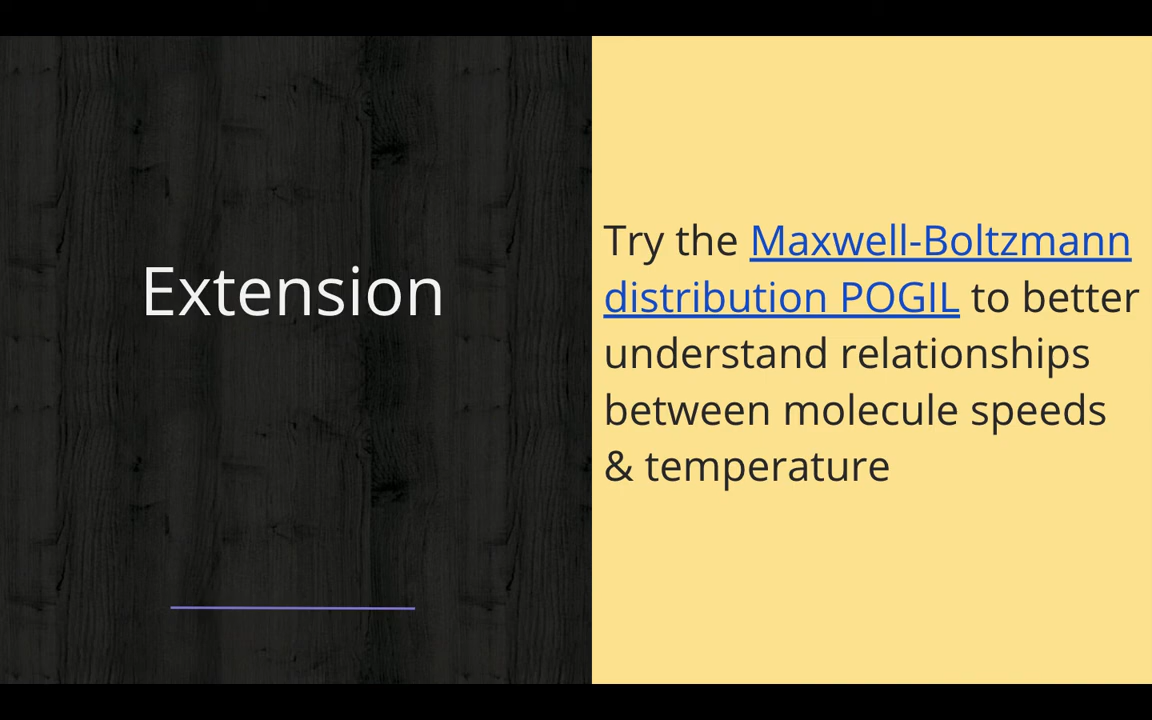 Extension
Try the Maxwell-Boltzmann
distribution POGIL to better
understand relationships
between molecule speeds
& temperature